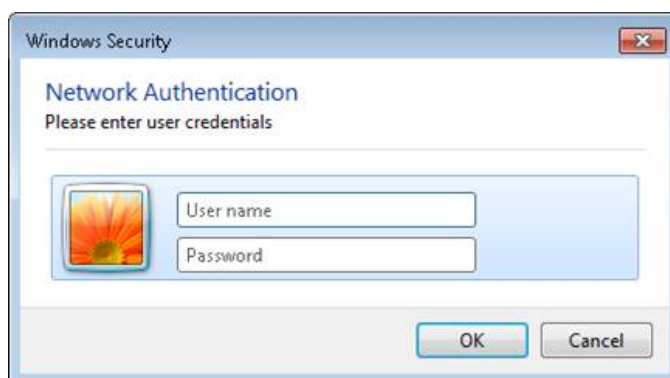 Windows Security
Network Authentication
Please enter user credentials
User name
Password
OK
Cancel